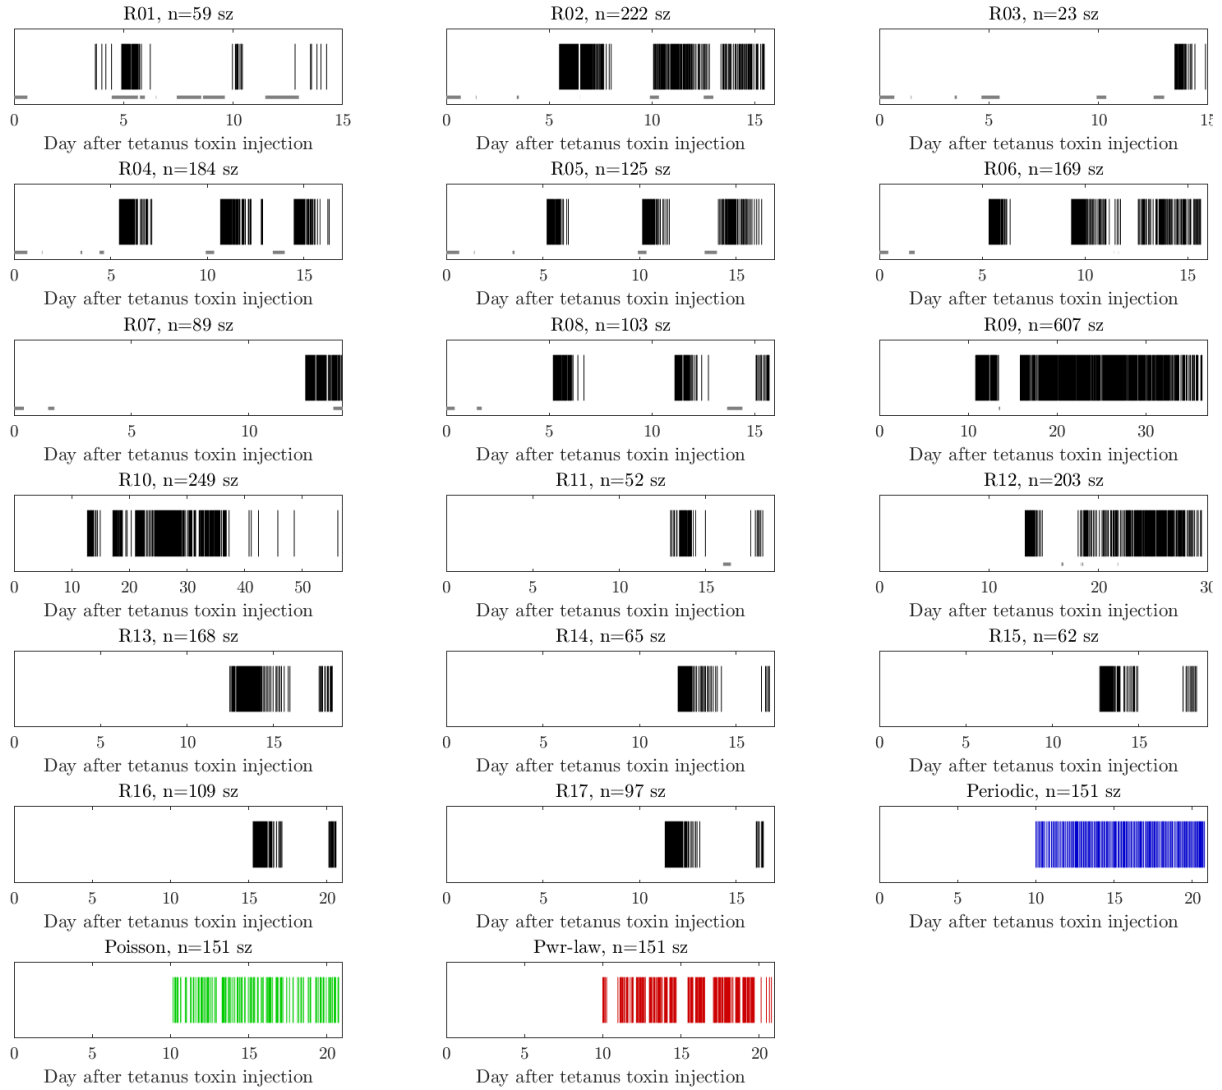 R01, n=59 sz
R02, n=222 sz
R03, n=23 sz
0 5 10 15
0 5 10 15
0 5 10 15
Day after tetanus toxin injection
Day after tetanus toxin injection
Day after tetanus toxin injection
R04, n=184 sz
R05, n=125 sz
R06, n=169 sz
0 5 10 15
0 5 10 15
0 5 10 15
Day after tetanus toxin injection
Day after tetanus toxin injection
Day after tetanus toxin injection
R07, n=89 sz
R08, n=103 sz
R09, n=607 sz
0 5 10
0 5 10 15
0 10 20 30
Day after tetanus toxin injection
Day after tetanus toxin injection
Day after tetanus toxin injection
R10, n=249 sz
R11, n=52 sz
R12, n=203 sz
0 10 20 30 40 50
0 5 10 15
0 10 20 30
Day after tetanus toxin injection
Day after tetanus toxin injection
Day after tetanus toxin injection
R13, n=168 sz
R14, n=65 sz
R15, n=62 sz
0 5 10 15
0 5 10 15
0 5 10 15
Day after tetanus toxin injection
Day after tetanus toxin injection
Day after tetanus toxin injection
R16, n=109 sz
R17, n=97 sz
Periodic, n=151 sz
0 5 10 15 20
0 5 10 15
0 5 10 15 20
Day after tetanus toxin injection
Day after tetanus toxin injection
Day after tetanus toxin injection
Poisson, n=151 sz
Pwr-law, n=151 sz
0 5 10 15 20
0 5 10 15 20
Day after tetanus toxin injection
Day after tetanus toxin injection